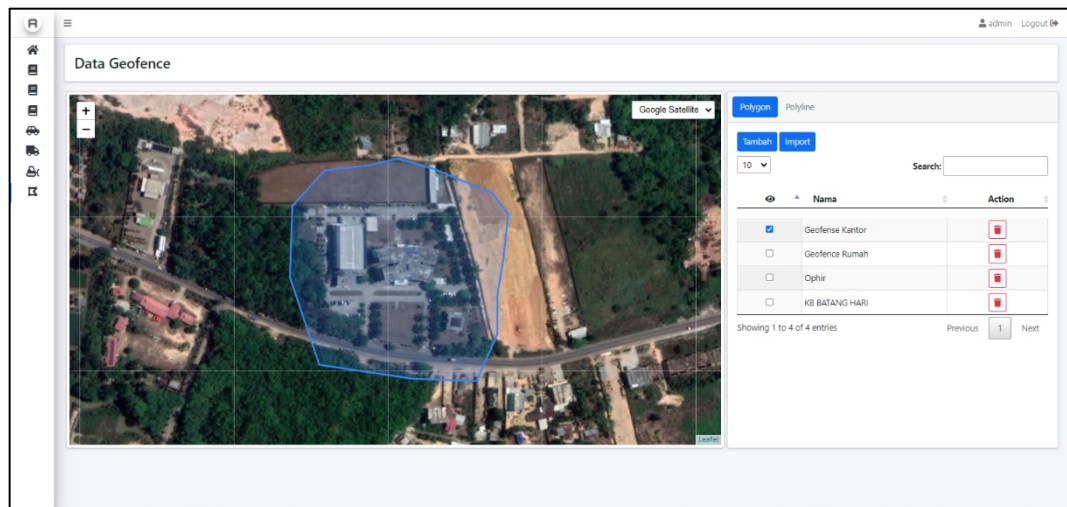 admin Logout
Data Geofence
+
−
Google Satellite
Leaflet
Polygon Polyline
Tambah Import
10 Search:
Nama Action
Geofense Kantor
Geofence Rumah
Ophir
KB BATANG HARI
Showing 1 to 4 of 4 entries Previous 1 Next